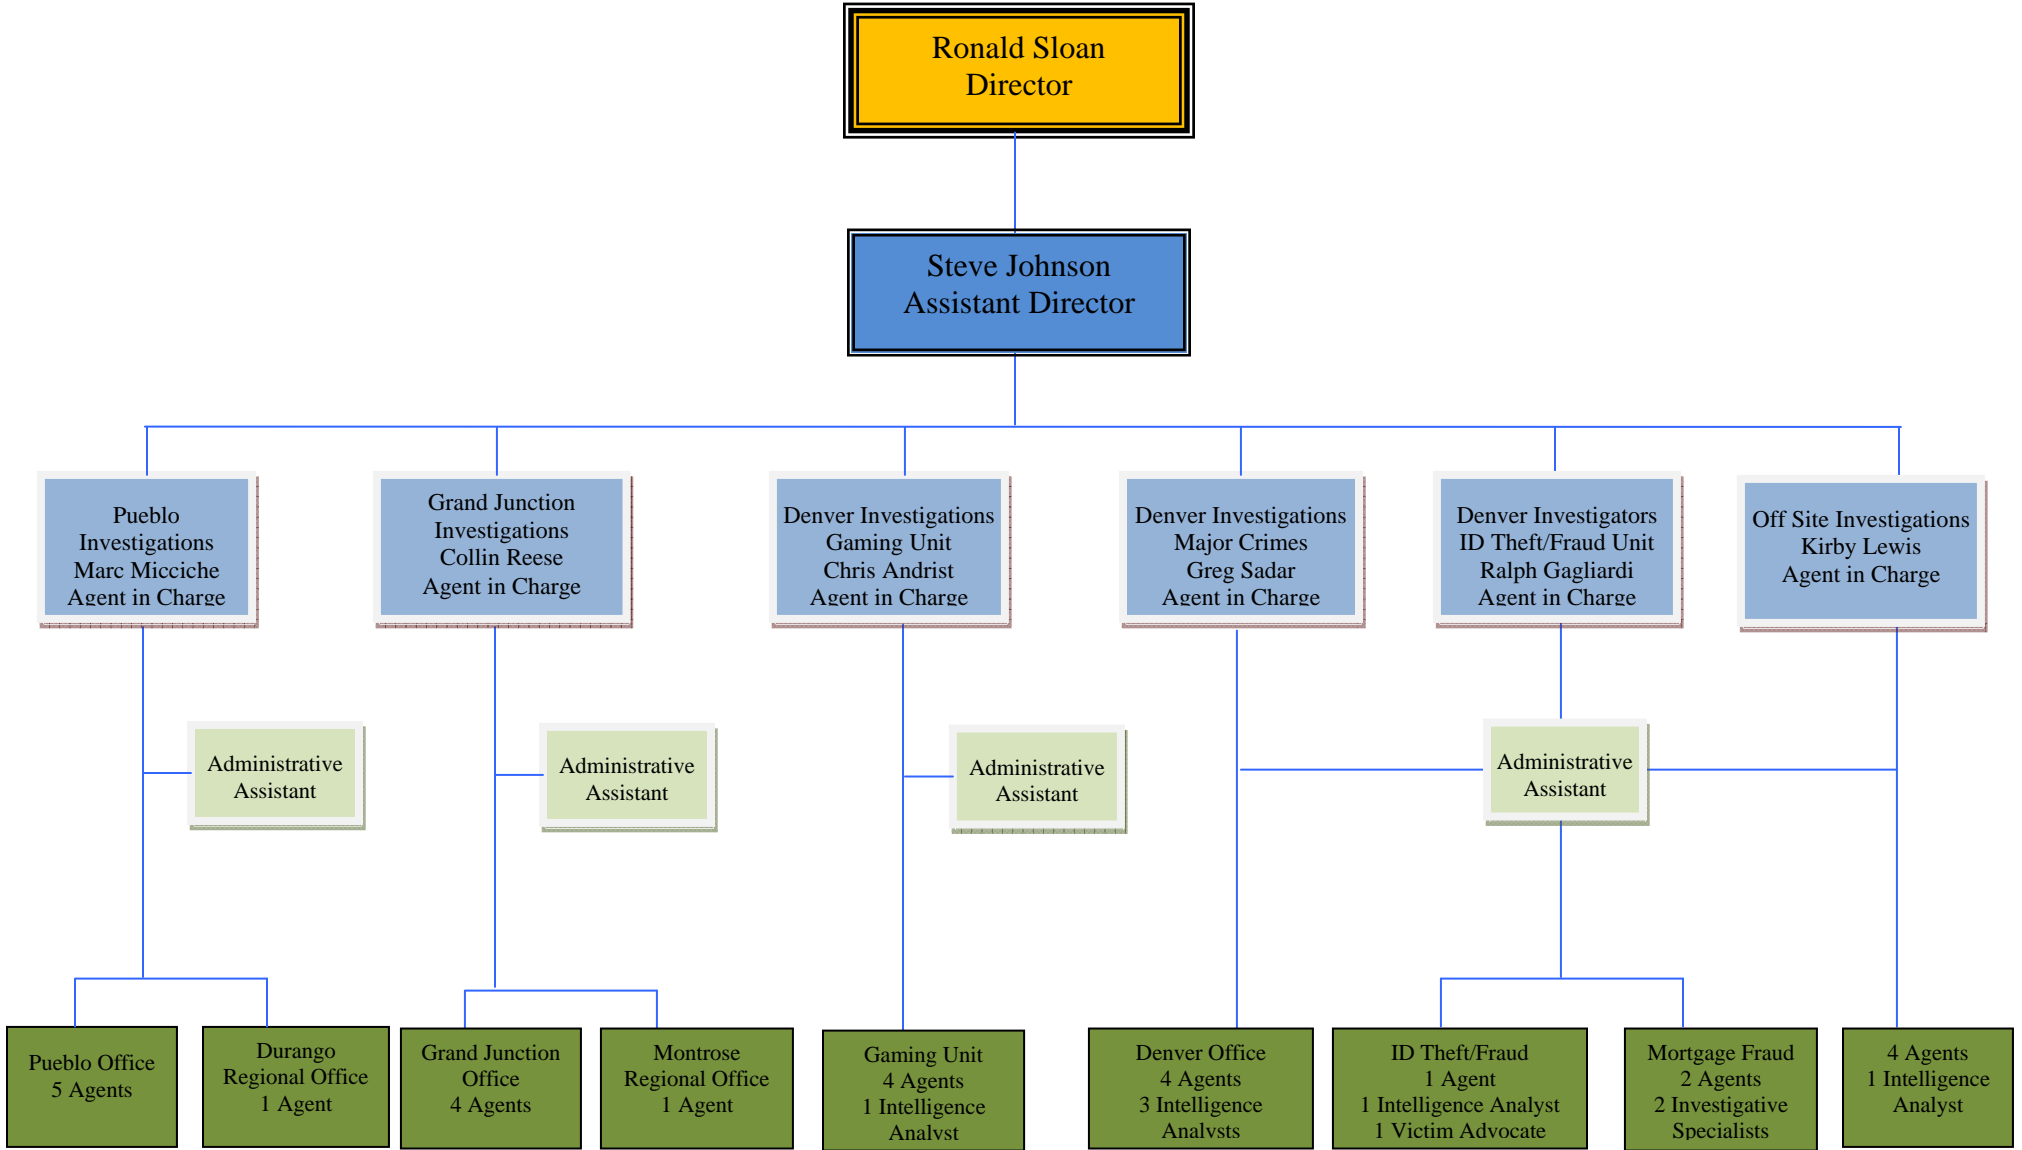 Ronald Sloan
Director
Steve Johnson
Assistant Director
Pueblo
Investigations
Marc Micciche
Agent in Charge
Grand Junction
Investigations
Collin Reese
Agent in Charge
Denver Investigations
Gaming Unit
Chris Andrist
Agent in Charge
Denver Investigations
Major Crimes
Greg Sadar
Agent in Charge
Denver Investigators
ID Theft/Fraud Unit
Ralph Gagliardi
Agent in Charge
Off Site Investigations
Kirby Lewis
Agent in Charge
Administrative
Assistant
Administrative
Assistant
Administrative
Assistant
Administrative
Assistant
Pueblo Office
5 Agents
Durango
Regional Office
1 Agent
Grand Junction
Office
4 Agents
Montrose
Regional Office
1 Agent
Gaming Unit
4 Agents
1 Intelligence
Analyst
Denver Office
4 Agents
3 Intelligence
Analysts
ID Theft/Fraud
1 Agent
1 Intelligence Analyst
1 Victim Advocate
Mortgage Fraud
2 Agents
2 Investigative
Specialists
4 Agents
1 Intelligence
Analyst